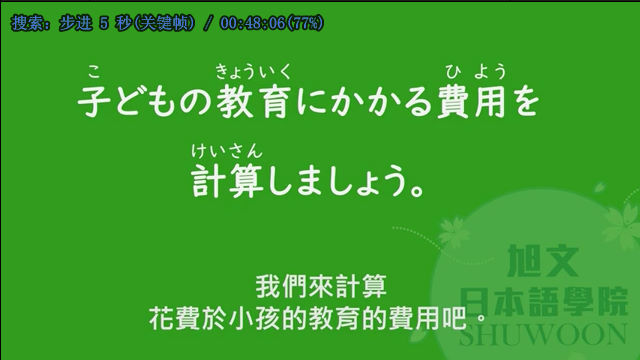 搜索: 步进 5 秒(关键帧) / 00:48:06(77%)
こ きょういく ひ よう
子どもの教育にかかる費用を
けいさん
計算しましょう。
我們來計算
花費於小孩的教育的費用吧。
旭文
日本語學院
SHUWOON